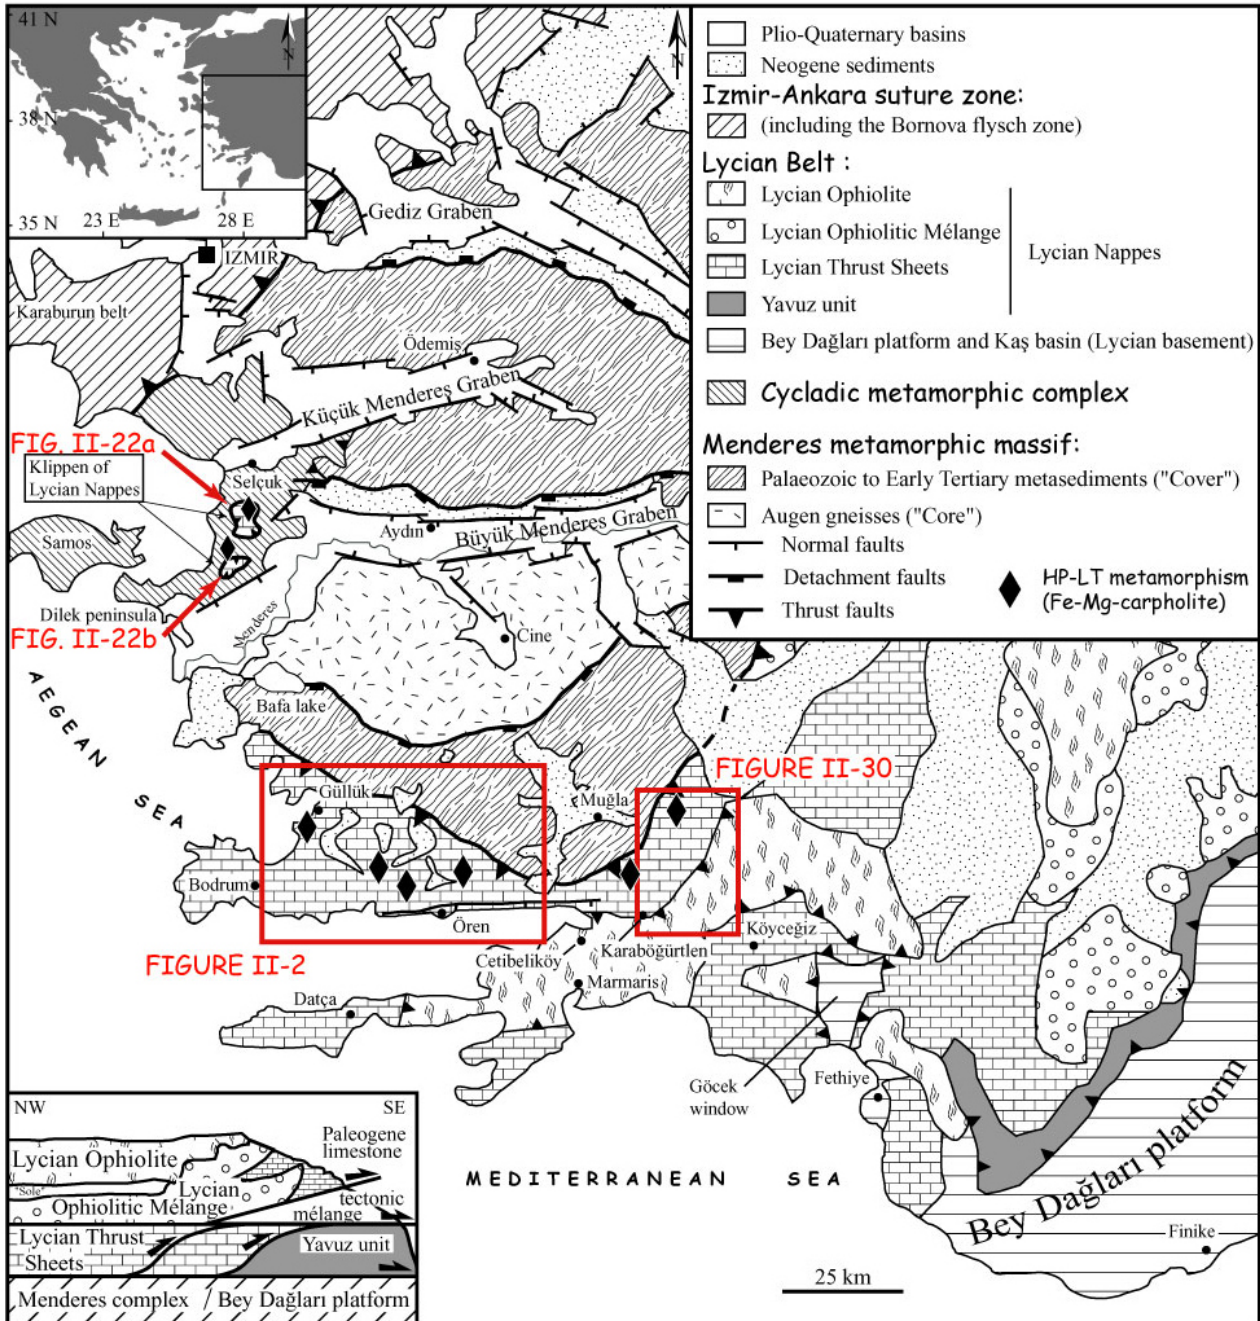 41 N
38 N
35 N
23 E
28 E
N
N
Plio-Quaternary basins
Neogene sediments
Izmir-Ankara suture zone:
(including the Bornova flysch zone)
Lycian Belt :
Lycian Ophiolite
Lycian Ophiolitic Mélange
Lycian Nappes
Lycian Thrust Sheets
Yavuz unit
Bey Dağları platform and Kaş basin (Lycian basement)
Cycladic metamorphic complex
Menderes metamorphic massif:
Palaeozoic to Early Tertiary metasediments ("Cover")
Augen gneisses ("Core")
Normal faults
Detachment faults
Thrust faults
HP-LT metamorphism
(Fe-Mg-carpholite)
Gediz Graben
IZMIR
Karaburun belt
Ödemiş
Küçük Menderes Graben
FIG. II-22a
Klippen of
Lycian Nappes
Selçuk
Samos
Aydın
Büyük Menderes Graben
Dilek peninsula
FIG. II-22b
Menderes
Cine
AEGEAN
SEA
Bafa lake
FIGURE II-30
Güllük
Muğla
Bodrum
Ören
FIGURE II-2
Cetibeliköy
Karaböğürtlen
Köyceğiz
Marmaris
Datça
Göcek
window
Fethiye
MEDITERRANEAN SEA
Bey Dağları platform
Finike
25 km
NW
SE
Paleogene
limestone
Lycian Ophiolite
"Sole"
Lycian
Ophiolitic Mélange
tectonic
mélange
Lycian Thrust
Sheets
Yavuz unit
Menderes complex / Bey Dağları platform